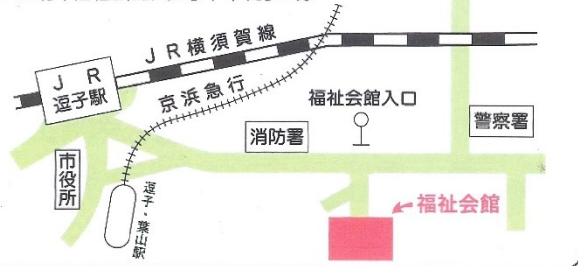 JR横須賀線
JR
逗子駅
京浜急行
福祉会館入口
消防署
警察署
市役所
逗子・葉山駅
福祉会館